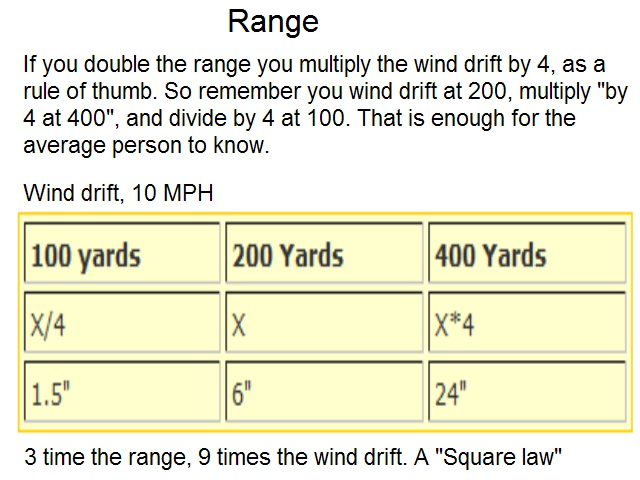 Range
If you double the range you multiply the wind drift by 4, as a
rule of thumb. So remember you wind drift at 200, multiply "by
4 at 400", and divide by 4 at 100. That is enough for the
average person to know.
Wind drift, 10 MPH
100 yards 200 Yards 400 Yards
X/4 X X*4
1.5" 6" 24"
3 time the range, 9 times the wind drift. A "Square law"